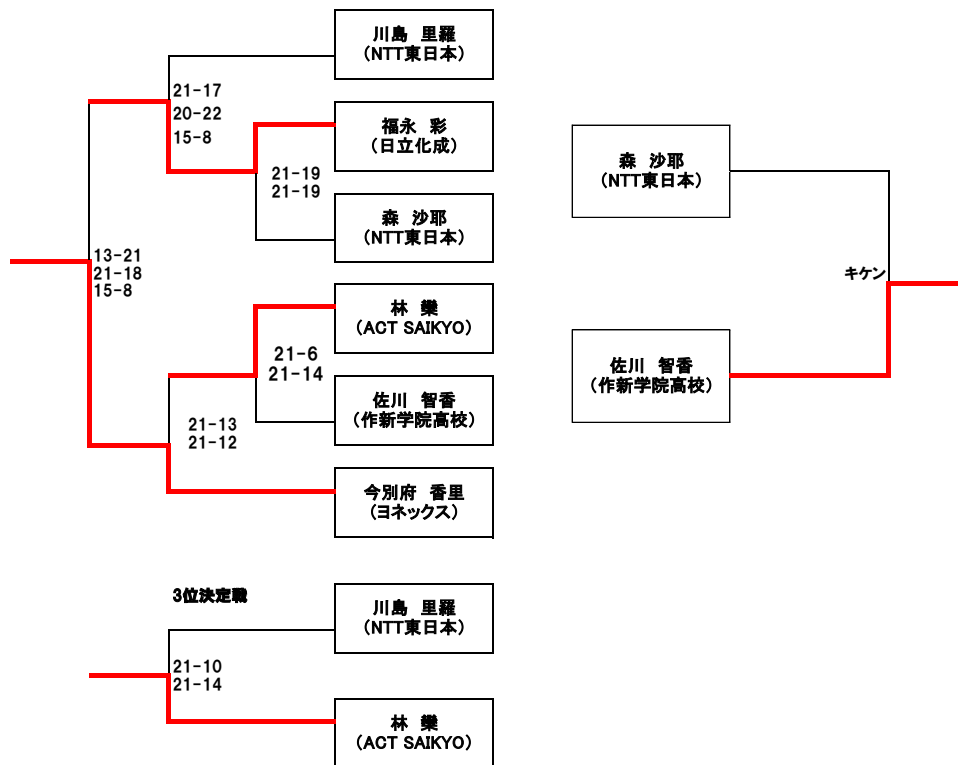 川島 里羅
(NTT東日本)
21-17
20-22
15-8
福永 彩
(日立化成)
21-19
21-19
森 沙耶
(NTT東日本)
13-21
21-18
15-8
林 樂
(ACT SAIKYO)
21-6
21-14
佐川 智香
(作新学院高校)
21-13
21-12
今別府 香里
(ヨネックス)
森 沙耶
(NTT東日本)
キケン
佐川 智香
(作新学院高校)
3位決定戦
川島 里羅
(NTT東日本)
21-10
21-14
林 樂
(ACT SAIKYO)